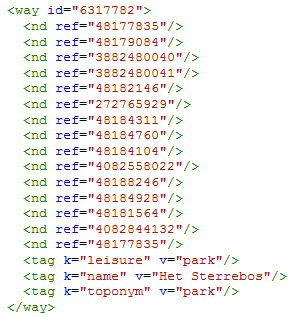 <way id="6317782">
<nd ref="48177835"/>
<nd ref="48179084"/>
<nd ref="3882480040"/>
<nd ref="3882480041"/>
<nd ref="48182146"/>
<nd ref="272765929"/>
<nd ref="48184311"/>
<nd ref="48184760"/>
<nd ref="48184104"/>
<nd ref="4082558022"/>
<nd ref="48188246"/>
<nd ref="48184928"/>
<nd ref="48181564"/>
<nd ref="4082844132"/>
<nd ref="48177835"/>
<tag k="leisure" v="park"/>
<tag k="name" v="Het Sterrebos"/>
<tag k="toponym" v="park"/>
</way>